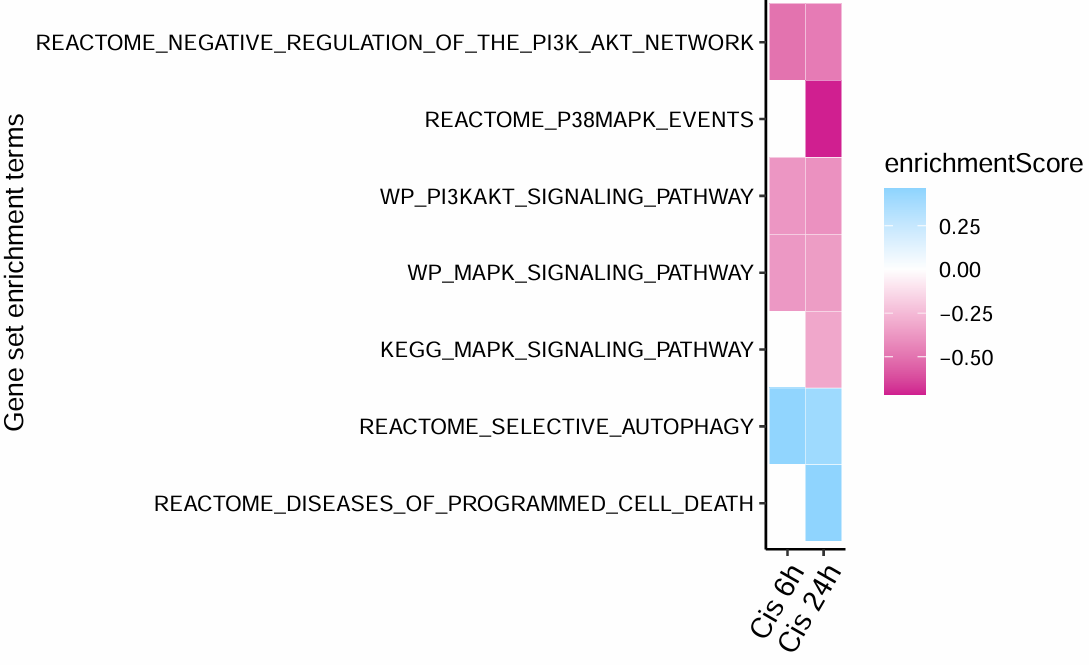 Gene set enrichment terms
REACTOME_NEGATIVE_REGULATION_OF_THE_PI3K_AKT_NETWORK
REACTOME_P38MAPK_EVENTS
WP_PI3KAKT_SIGNALING_PATHWAY
WP_MAPK_SIGNALING_PATHWAY
KEGG_MAPK_SIGNALING_PATHWAY
REACTOME_SELECTIVE_AUTOPHAGY
REACTOME_DISEASES_OF_PROGRAMMED_CELL_DEATH
Cis 6h
Cis 24h
enrichmentScore
0.25
0.00
−0.25
−0.50